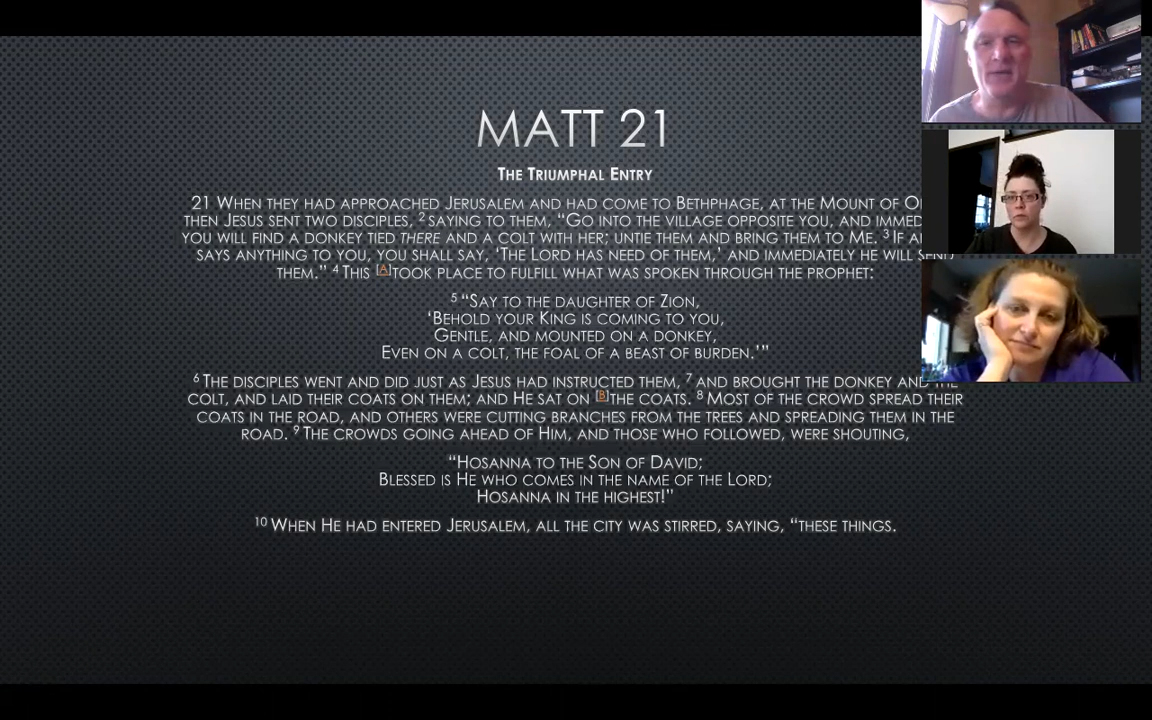 MATT 21
THE TRIUMPHAL ENTRY
21 WHEN THEY HAD APPROACHED JERUSALEM AND HAD COME TO BETHPHAGE, AT THE MOUNT OF
THEN JESUS SENT TWO DISCIPLES, 2 SAYING TO THEM, “GO INTO THE VILLAGE OPPOSITE YOU, AND
YOU WILL FIND A DONKEY TIED THERE AND A COLT WITH HER; UNTIE THEM AND BRING THEM TO ME. 3 IF
SAYS ANYTHING TO YOU, YOU SHALL SAY, ‘THE LORD HAS NEED OF THEM,’ AND IMMEDIATELY HE WILL SEND
THEM.” 4 THIS [A]TOOK PLACE TO FULFILL WHAT WAS SPOKEN THROUGH THE PROPHET:
5 “SAY TO THE DAUGHTER OF ZION,
‘BEHOLD YOUR KING IS COMING TO YOU,
GENTLE, AND MOUNTED ON A DONKEY,
EVEN ON A COLT, THE FOAL OF A BEAST OF BURDEN.’”
6 THE DISCIPLES WENT AND DID JUST AS JESUS HAD INSTRUCTED THEM, 7 AND BROUGHT THE DONKEY AND THE
COLT, AND LAID THEIR COATS ON THEM; AND HE SAT ON [B]THE COATS. 8 MOST OF THE CROWD SPREAD THEIR
COATS IN THE ROAD, AND OTHERS WERE CUTTING BRANCHES FROM THE TREES AND SPREADING THEM IN THE
ROAD. 9 THE CROWDS GOING AHEAD OF HIM, AND THOSE WHO FOLLOWED, WERE SHOUTING,
“HOSANNA TO THE SON OF DAVID;
BLESSED IS HE WHO COMES IN THE NAME OF THE LORD;
HOSANNA IN THE HIGHEST!”
10 WHEN HE HAD ENTERED JERUSALEM, ALL THE CITY WAS STIRRED, SAYING, “THESE THINGS.